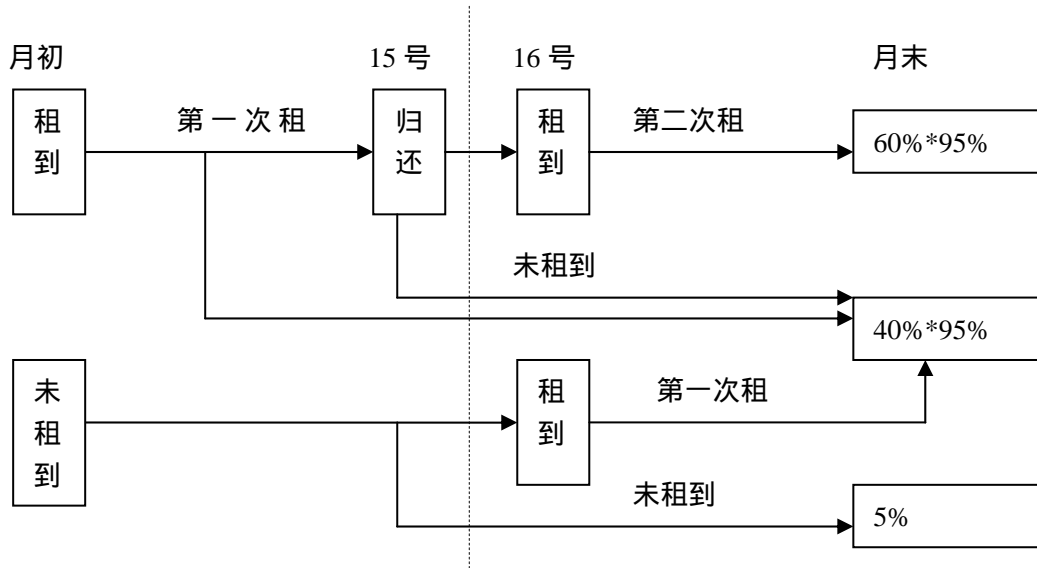 月初
15 号
16 号
月末
租
到
第 一 次 租
归
还
租
到
第二次租
60%*95%
未租到
40%*95%
未
租
到
租
到
第一次租
未租到
5%